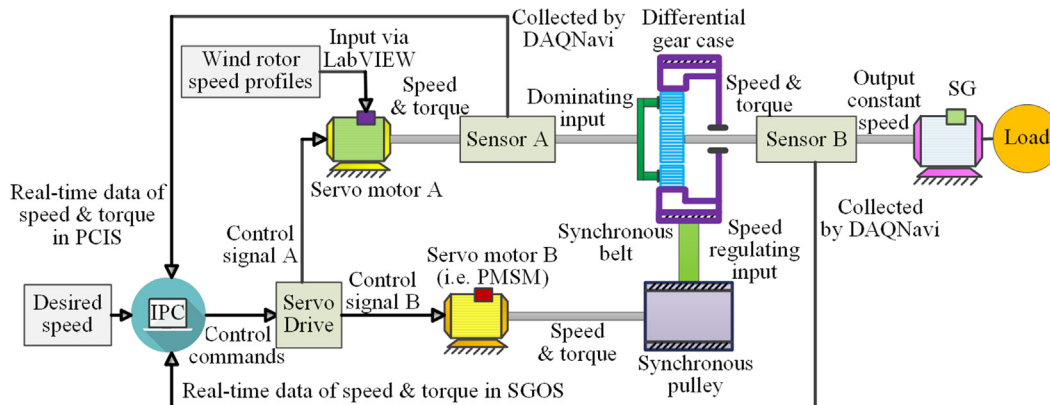 Wind rotor
speed profiles
Input via
LabVIEW
Collected by
DAQNavi
Differential
gear case
Speed
& torque
Sensor A
Dominating
input
Speed &
torque
Sensor B
Output
constant
speed
SG
Load
Servo motor A
Real-time data of
speed & torque
in PCIS
Control
signal A
Synchronous
belt
Speed
regulating
input
Collected
by DAQNavi
Desired
speed
IPC
Control
commands
Servo
Drive
Control
signal B
Servo motor B
(i.e. PMSM)
Speed
& torque
Synchronous
pulley
Real-time data of speed & torque in SGOS